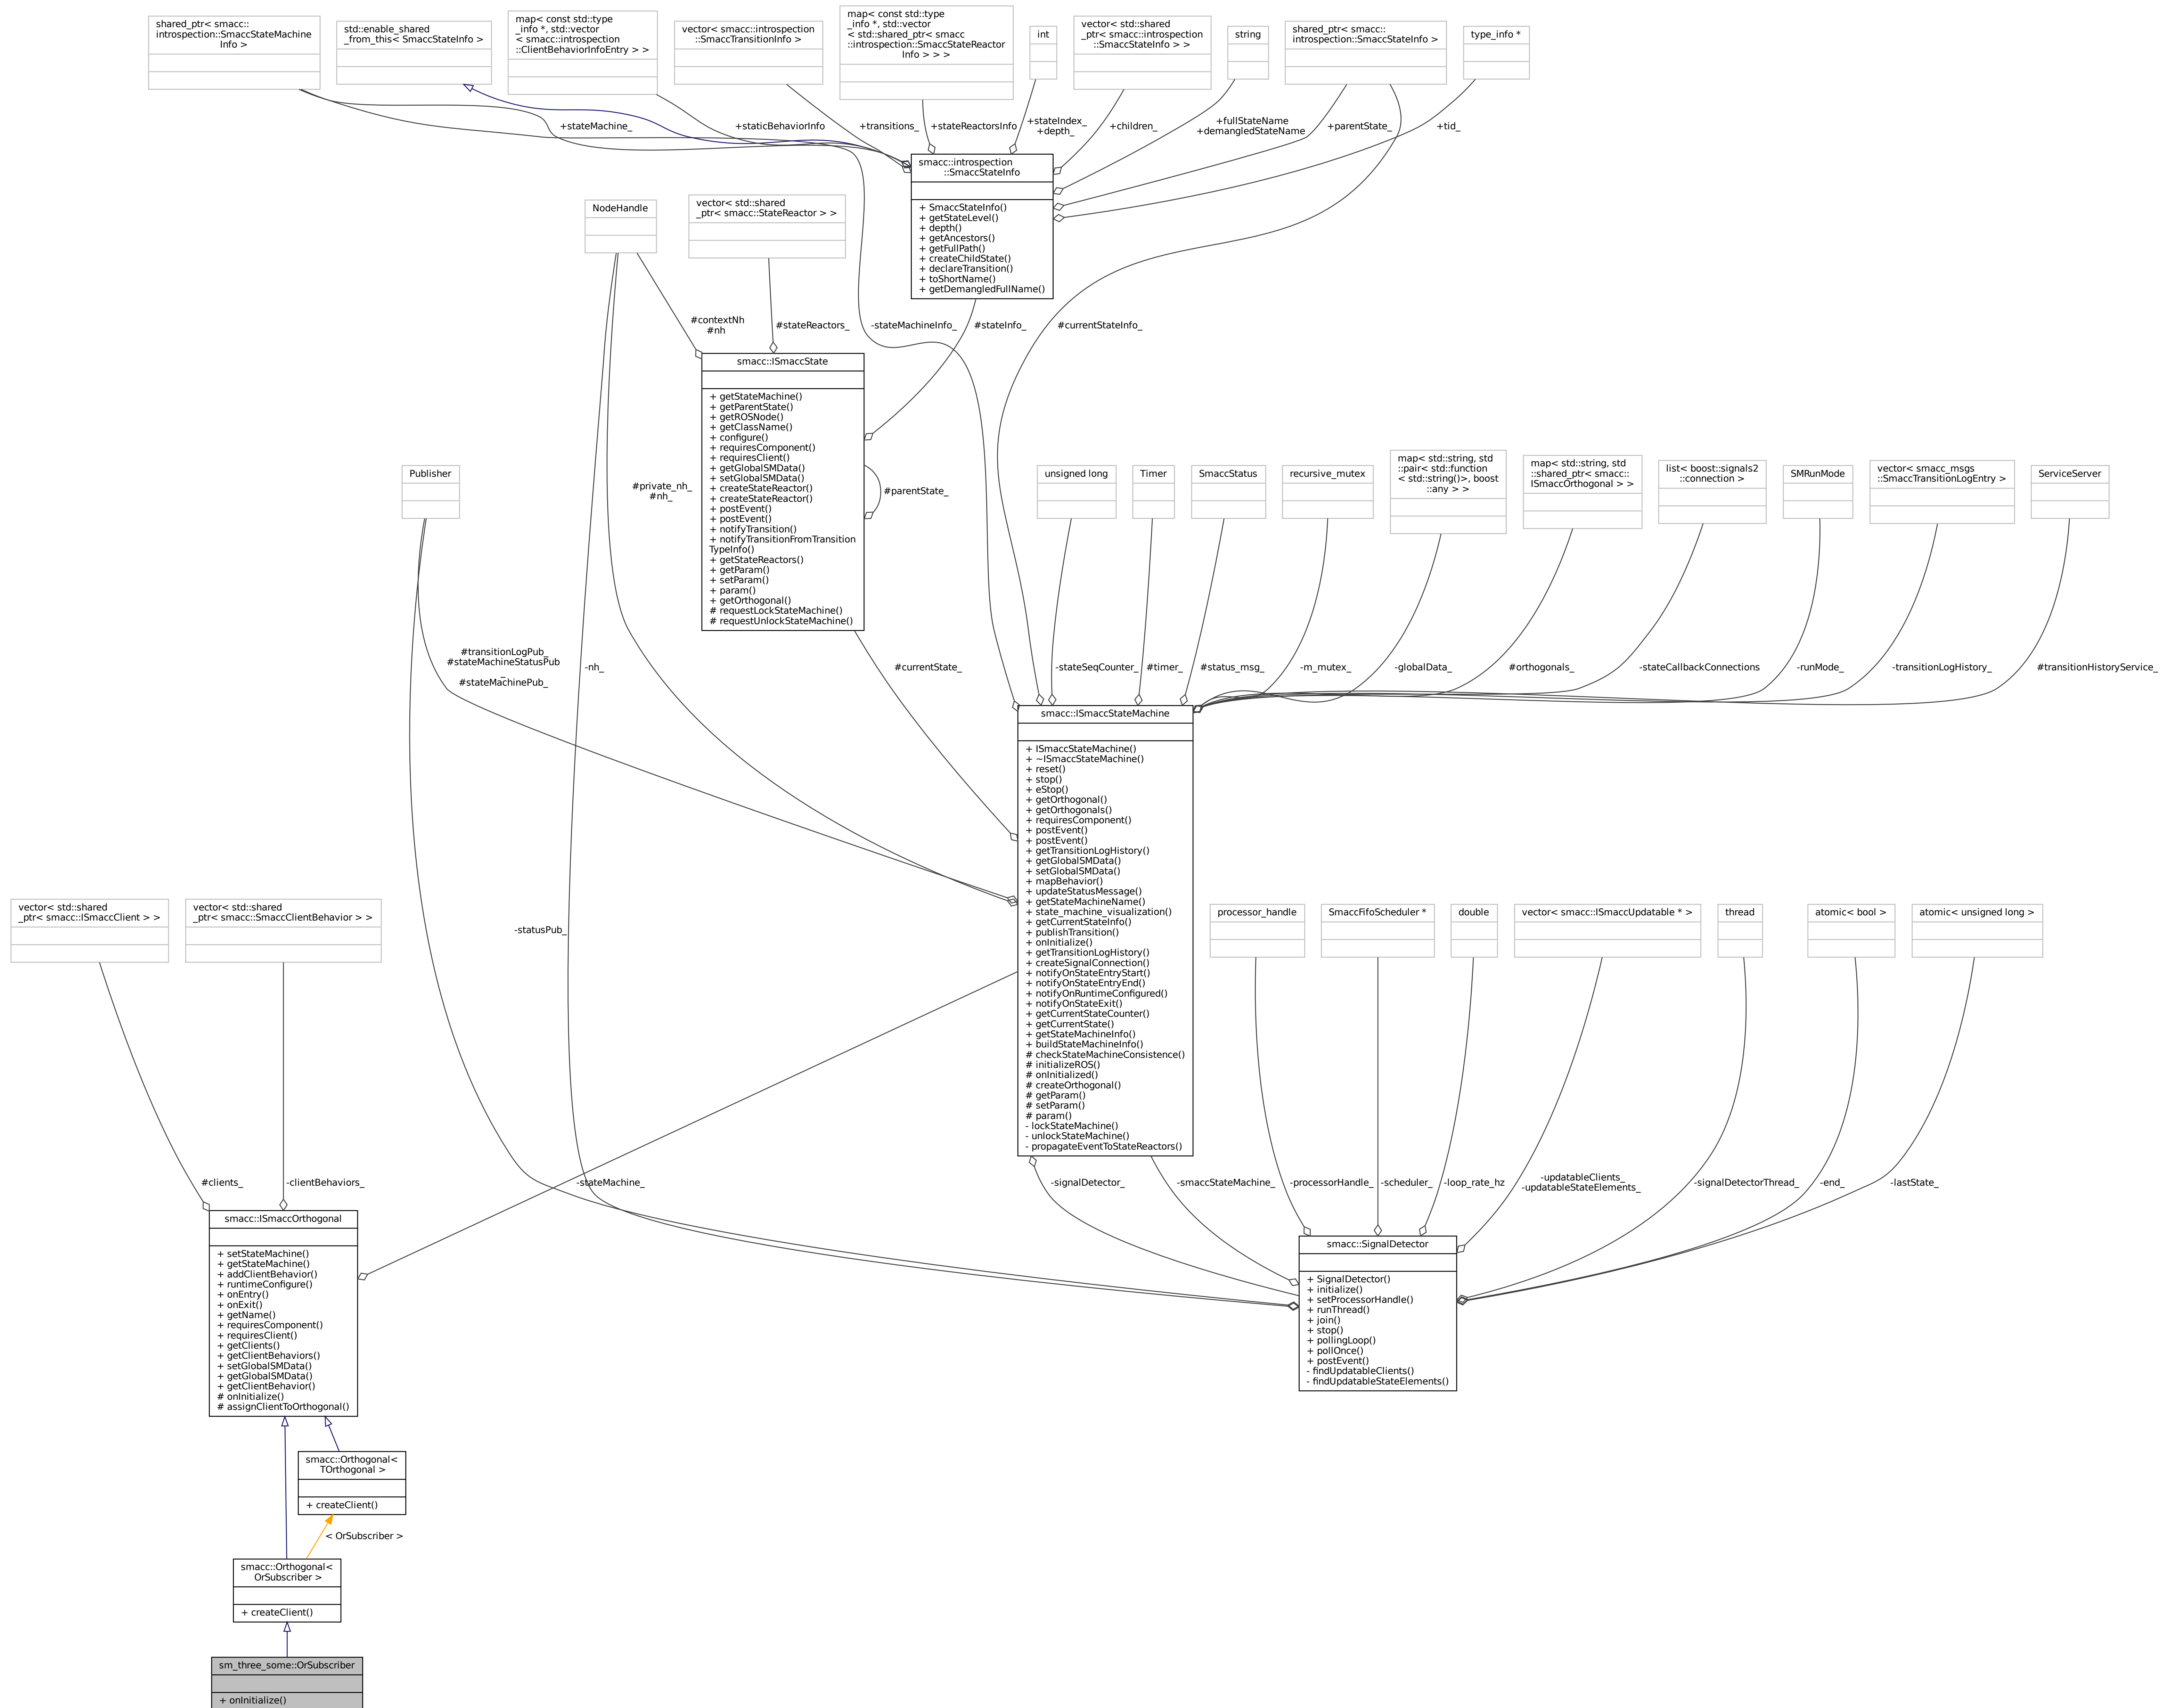 shared_ptr< smacc::
introspection::SmaccStateMachine
Info >
std::enable_shared
_from_this< SmaccStateInfo >
map< const std::type
_info *, std::vector
< smacc::introspection
::ClientBehaviorInfoEntry > >
vector< smacc::introspection
::SmaccTransitionInfo >
map< const std::type
_info *, std::vector
< std::shared_ptr< smacc
::introspection::SmaccStateReactor
Info > > >
int
vector< std::shared
_ptr< smacc::introspection
::SmaccStateInfo > >
string
shared_ptr< smacc::
introspection::SmaccStateInfo >
type_info *
+stateMachine_
+staticBehaviorInfo
+transitions_
+stateReactorsInfo
+stateIndex_
+depth_
+children_
+fullStateName
+demangledStateName
+parentState_
+tid_
smacc::introspection
::SmaccStateInfo
+ SmaccStateInfo()
+ getStateLevel()
+ depth()
+ getAncestors()
+ getFullPath()
+ createChildState()
+ declareTransition()
+ toShortName()
+ getDemangledFullName()
NodeHandle
vector< std::shared
_ptr< smacc::StateReactor > >
#contextNh
#nh
#stateReactors_
-stateMachineInfo_
#stateInfo_
#currentStateInfo_
smacc::ISmaccState
+ getStateMachine()
+ getParentState()
+ getROSNode()
+ getClassName()
+ configure()
+ requiresComponent()
+ requiresClient()
+ getGlobalSMData()
+ setGlobalSMData()
+ createStateReactor()
+ createStateReactor()
+ postEvent()
+ postEvent()
+ notifyTransition()
+ notifyTransitionFromTransition
TypeInfo()
+ getStateReactors()
+ getParam()
+ setParam()
+ param()
+ getOrthogonal()
# requestLockStateMachine()
# requestUnlockStateMachine()
#parentState_
Publisher
#private_nh_
#nh_
unsigned long
Timer
SmaccStatus
recursive_mutex
map< std::string, std
::pair< std::function
< std::string()>, boost
::any > >
map< std::string, std
::shared_ptr< smacc::
ISmaccOrthogonal > >
list< boost::signals2
::connection >
SMRunMode
vector< smacc_msgs
::SmaccTransitionLogEntry >
ServiceServer
#transitionLogPub_
#stateMachineStatusPub
_
#stateMachinePub_
-nh_
#currentState_
-stateSeqCounter_
#timer_
#status_msg_
-m_mutex_
-globalData_
#orthogonals_
-stateCallbackConnections
-runMode_
-transitionLogHistory_
#transitionHistoryService_
smacc::ISmaccStateMachine
+ ISmaccStateMachine()
+ ~ISmaccStateMachine()
+ reset()
+ stop()
+ eStop()
+ getOrthogonal()
+ getOrthogonals()
+ requiresComponent()
+ postEvent()
+ postEvent()
+ getTransitionLogHistory()
+ getGlobalSMData()
+ setGlobalSMData()
+ mapBehavior()
+ updateStatusMessage()
+ getStateMachineName()
+ state_machine_visualization()
+ getCurrentStateInfo()
+ publishTransition()
+ onInitialize()
+ getTransitionLogHistory()
+ createSignalConnection()
+ notifyOnStateEntryStart()
+ notifyOnStateEntryEnd()
+ notifyOnRuntimeConfigured()
+ notifyOnStateExit()
+ getCurrentStateCounter()
+ getCurrentState()
+ getStateMachineInfo()
+ buildStateMachineInfo()
# checkStateMachineConsistence()
# initializeROS()
# onInitialized()
# createOrthogonal()
# getParam()
# setParam()
# param()
- lockStateMachine()
- unlockStateMachine()
- propagateEventToStateReactors()
vector< std::shared
_ptr< smacc::ISmaccClient > >
vector< std::shared
_ptr< smacc::SmaccClientBehavior > >
-statusPub_
processor_handle
SmaccFifoScheduler *
double
vector< smacc::ISmaccUpdatable * >
thread
atomic< bool >
atomic< unsigned long >
#clients_
-clientBehaviors_
-stateMachine_
-signalDetector_
-smaccStateMachine_
-processorHandle_
-scheduler_
-loop_rate_hz
-updatableClients_
-updatableStateElements_
-signalDetectorThread_
-end_
-lastState_
smacc::ISmaccOrthogonal
+ setStateMachine()
+ getStateMachine()
+ addClientBehavior()
+ runtimeConfigure()
+ onEntry()
+ onExit()
+ getName()
+ requiresComponent()
+ requiresClient()
+ getClients()
+ getClientBehaviors()
+ setGlobalSMData()
+ getGlobalSMData()
+ getClientBehavior()
# onInitialize()
# assignClientToOrthogonal()
smacc::SignalDetector
+ SignalDetector()
+ initialize()
+ setProcessorHandle()
+ runThread()
+ join()
+ stop()
+ pollingLoop()
+ pollOnce()
+ postEvent()
- findUpdatableClients()
- findUpdatableStateElements()
smacc::Orthogonal<
TOrthogonal >
+ createClient()
< OrSubscriber >
smacc::Orthogonal<
OrSubscriber >
+ createClient()
sm_three_some::OrSubscriber
+ onInitialize()